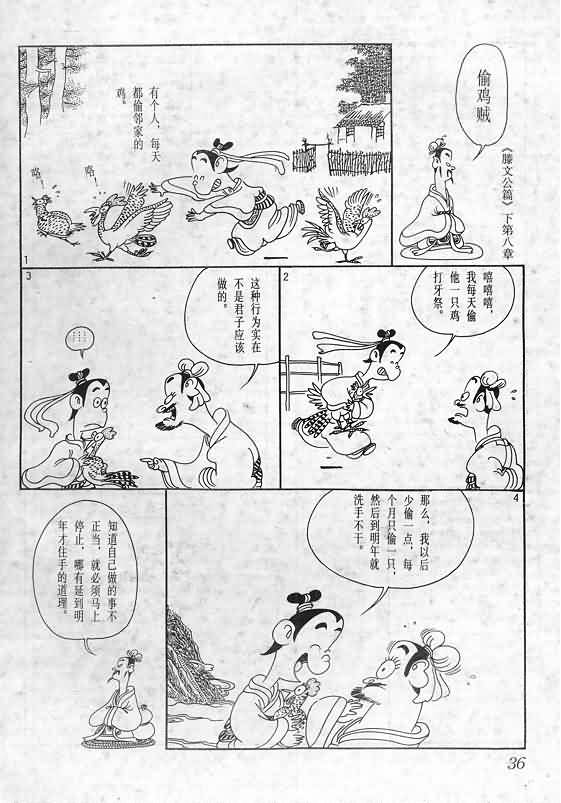 偷鸡贼
《滕文公篇》下第八章
有个人，每天
都偷邻家的
鸡。
咯！
咯！
1
嘻嘻嘻，
我每天偷
他一只鸡
打牙祭。
2
这种行为实在
不是君子应该
做的。
……
3
那么，我以后
少偷一点，每
个月只偷一只，
然后到明年就
洗手不干。
4
知道自己做的事不
正当，就必须马上
停止，哪有延到明
年才住手的道理。
36